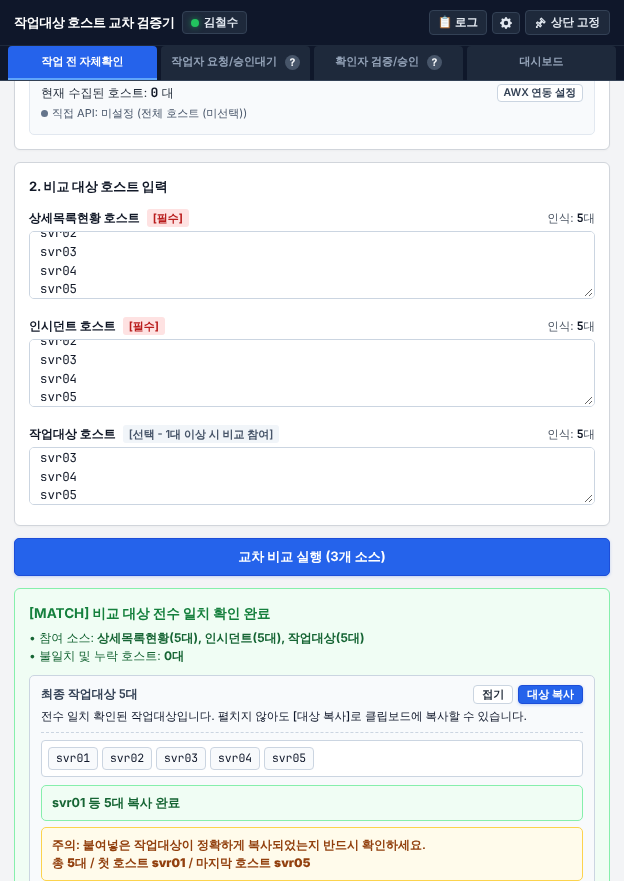 작업대상 호스트 교차 검증기 김철수 📋 로그 ⚙ 📌 상단 고정
작업 전 자체확인 작업자 요청/승인대기 ? 확인자 검증/승인 ? 대시보드
현재 수집된 호스트: 0 대 AWX 연동 설정
직접 API: 미설정 (전체 호스트 (미선택))
2. 비교 대상 호스트 입력
상세목록현황 호스트 [필수] 인식: 5대
svr02
svr03
svr04
svr05
인시던트 호스트 [필수] 인식: 5대
svr02
svr03
svr04
svr05
작업대상 호스트 [선택 - 1대 이상 시 비교 참여] 인식: 5대
svr03
svr04
svr05
교차 비교 실행 (3개 소스)
[MATCH] 비교 대상 전수 일치 확인 완료
• 참여 소스: 상세목록현황(5대), 인시던트(5대), 작업대상(5대)
• 불일치 및 누락 호스트: 0대
최종 작업대상 5대 접기 대상 복사
전수 일치 확인된 작업대상입니다. 펼치지 않아도 [대상 복사]로 클립보드에 복사할 수 있습니다.
svr01 svr02 svr03 svr04 svr05
svr01 등 5대 복사 완료
주의: 붙여넣은 작업대상이 정확하게 복사되었는지 반드시 확인하세요.
총 5대 / 첫 호스트 svr01 / 마지막 호스트 svr05